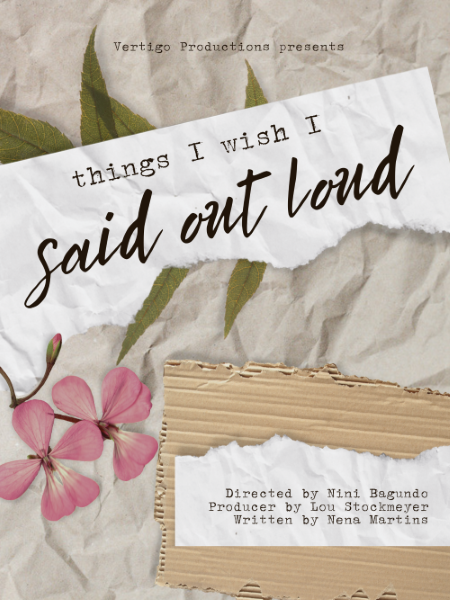 Vertigo Productions presents
things I wish I
said out loud
Directed by Nini Bagundo
Producer by Lou Stockmeyer
Written by Nena Martins